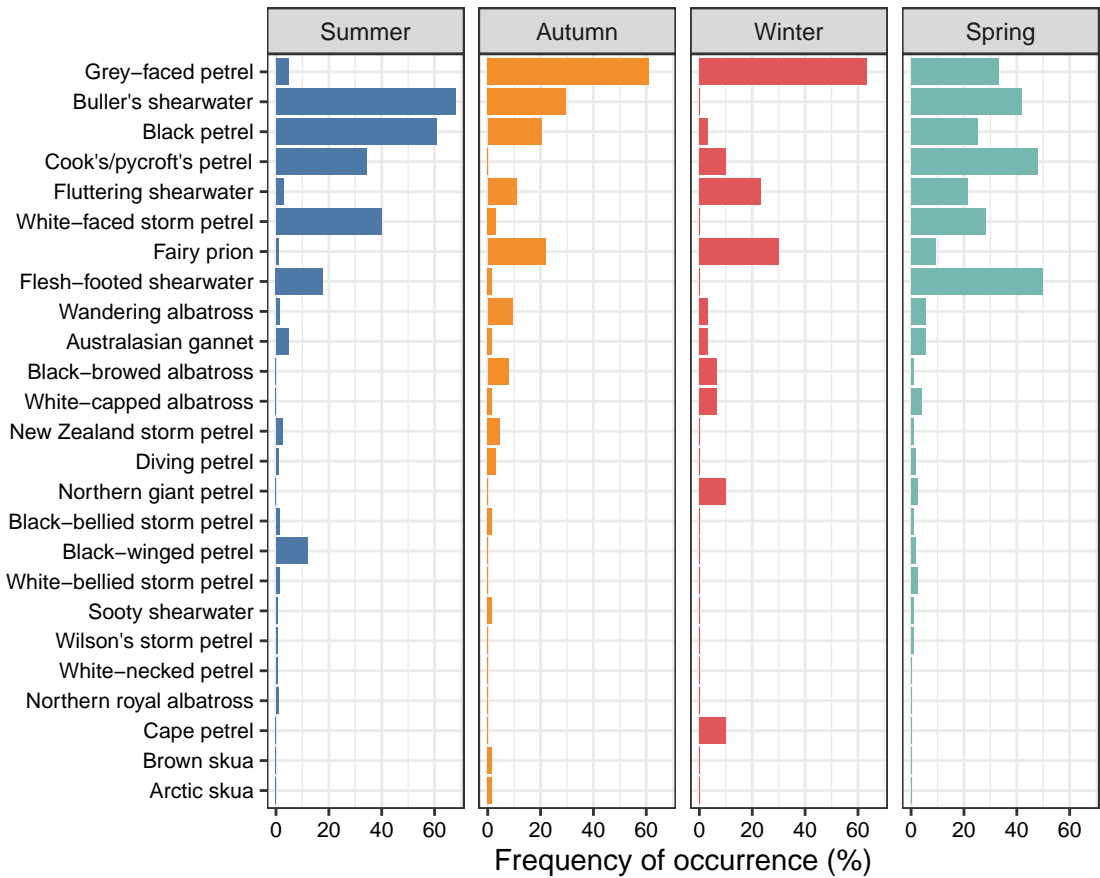 Summer Autumn Winter Spring
Grey−faced petrel
Buller's shearwater
Black petrel
Cook's/pycroft's petrel
Fluttering shearwater
White−faced storm petrel
Fairy prion
Flesh−footed shearwater
Wandering albatross
Australasian gannet
Black−browed albatross
White−capped albatross
New Zealand storm petrel
Diving petrel
Northern giant petrel
Black−bellied storm petrel
Black−winged petrel
White−bellied storm petrel
Sooty shearwater
Wilson's storm petrel
White−necked petrel
Northern royal albatross
Cape petrel
Brown skua
Arctic skua
0 20 40 60 0 20 40 60 0 20 40 60 0 20 40 60
Frequency of occurrence (%)